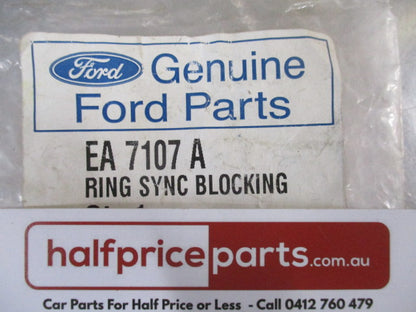 Ford Genuine
Ford Parts
EA 7107 A
RING SYNC BLOCKING
halfpriceparts.com.au
Car Parts For Half Price or Less - Call 0412 760 479